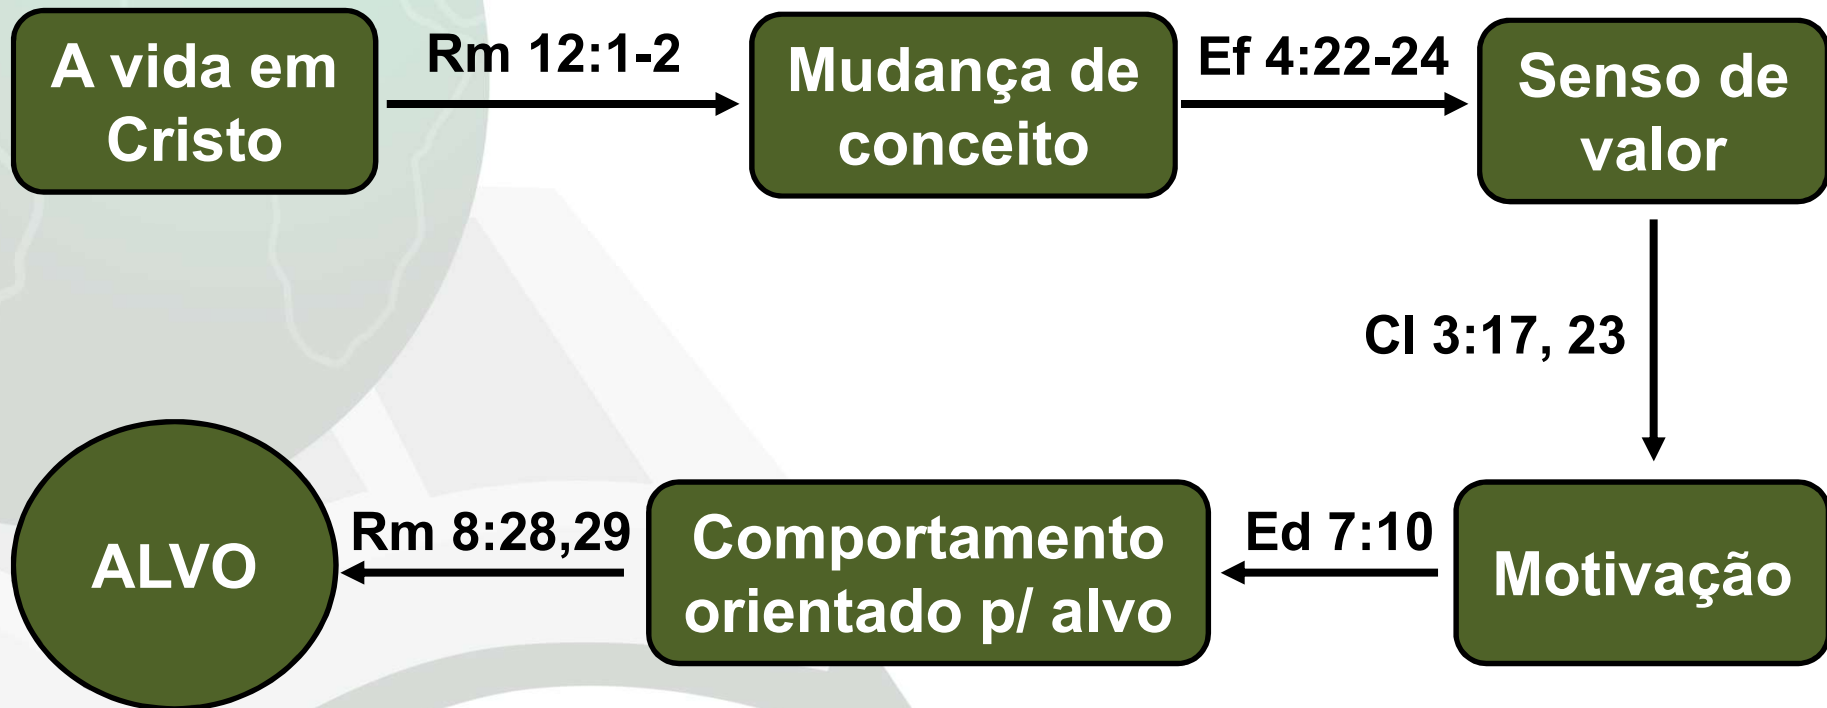 A vida em
Cristo
Rm 12:1-2
Mudança de
conceito
Ef 4:22-24
Senso de
valor
Cl 3:17, 23
Motivação
Ed 7:10
Comportamento
orientado p/ alvo
Rm 8:28,29
ALVO